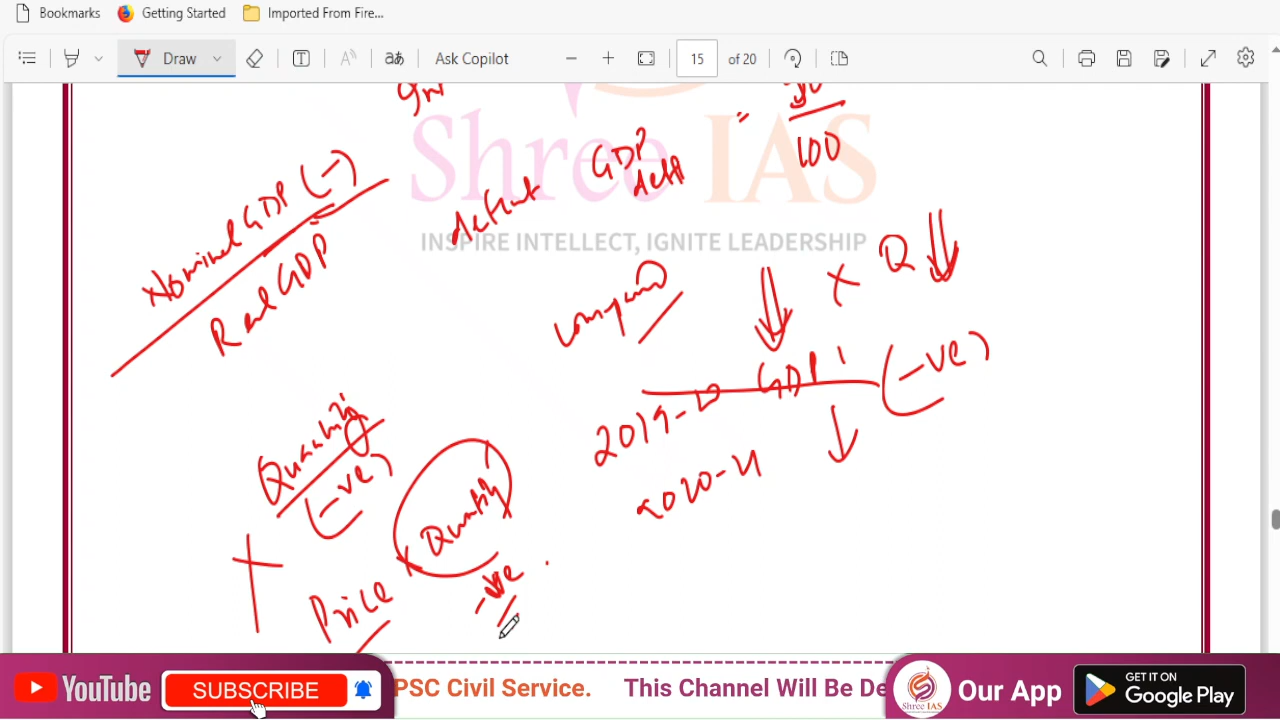 Bookmarks Getting Started Imported From Fire...
Draw Ask Copilot 15 of 20
GDP
100
Shree IAS
INSPIRE INTELLECT, IGNITE LEADERSHIP
Nominal GDP (-)
Real GDP
X Q
GDP (-ve)
2019-20
2020-21
Quantity
(-ve)
Price X Quantity
-ve
YouTube SUBSCRIBE PSC Civil Service. This Channel Will Be De Shree IAS Our App GET IT ON Google Play